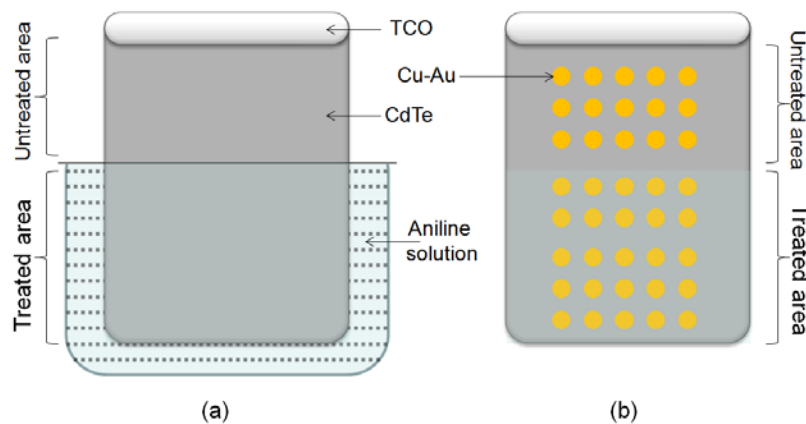 Untreated area
Treated area
TCO
Cu-Au
CdTe
Aniline
solution
Untreated area
Treated area
(a)
(b)